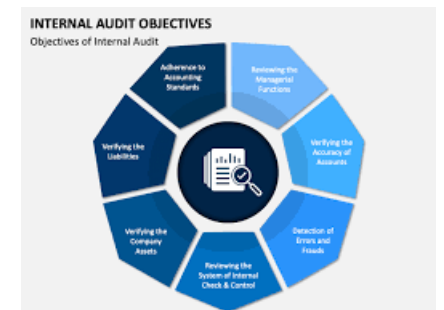 INTERNAL AUDIT OBJECTIVES
Objectives of Internal Audit
Adherence to
Accounting
Standards
Reviewing the
Managerial
Functions
Verifying the
Accuracy of
Accounts
Detection of
Errors and
Frauds
Reviewing the
System of Internal
Check & Control
Verifying the
Company
Assets
Verifying the
Liabilities